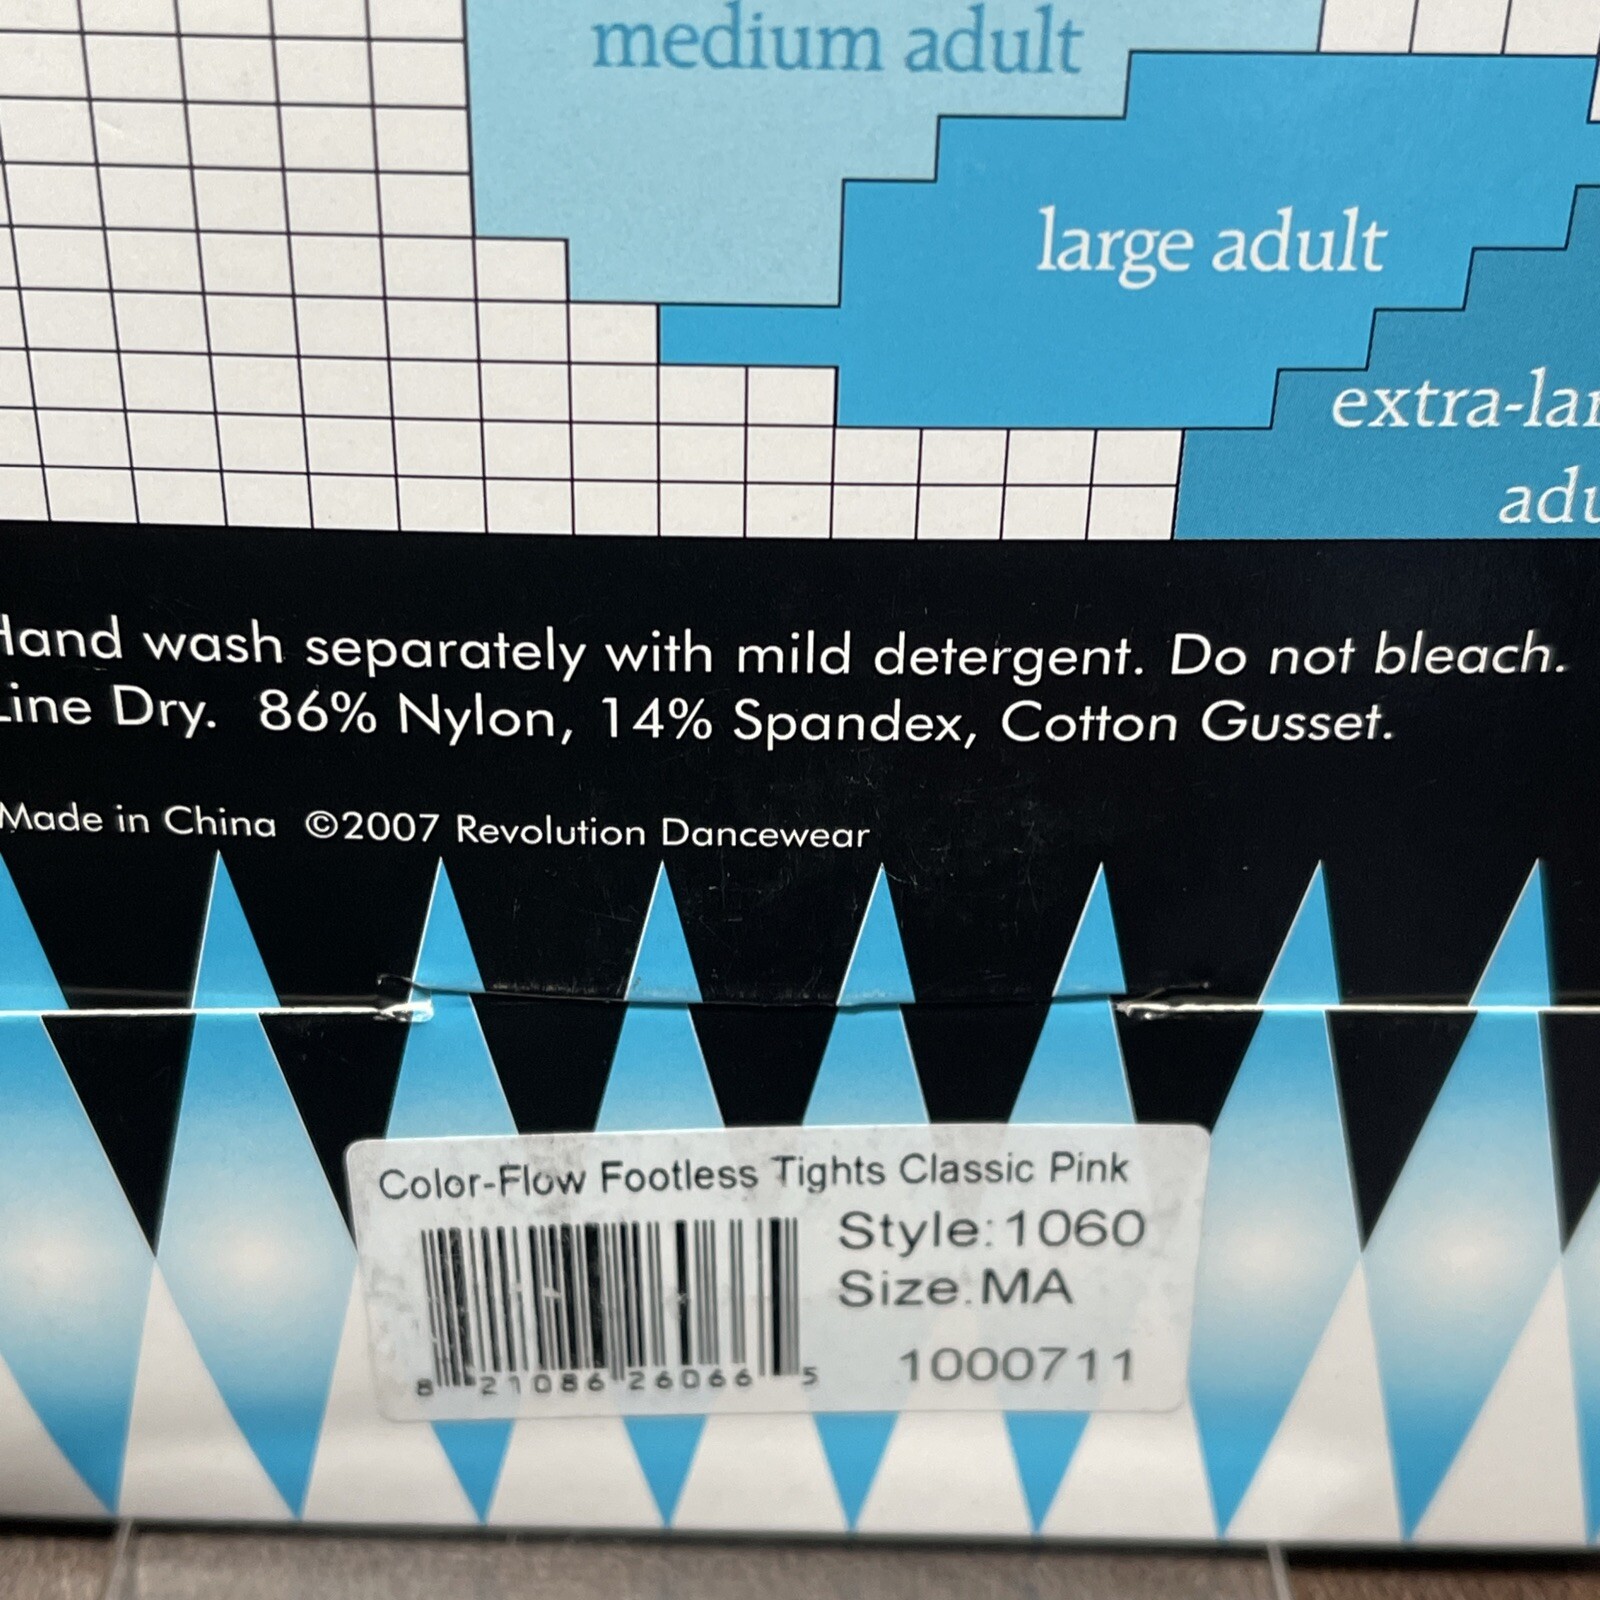 medium adult
large adult
extra-lar
adu
Hand wash separately with mild detergent. Do not bleach.
Line Dry. 86% Nylon, 14% Spandex, Cotton Gusset.
Made in China ©2007 Revolution Dancewear
Color-Flow Footless Tights Classic Pink
Style:1060
Size:MA
8 21086 26066 5
1000711